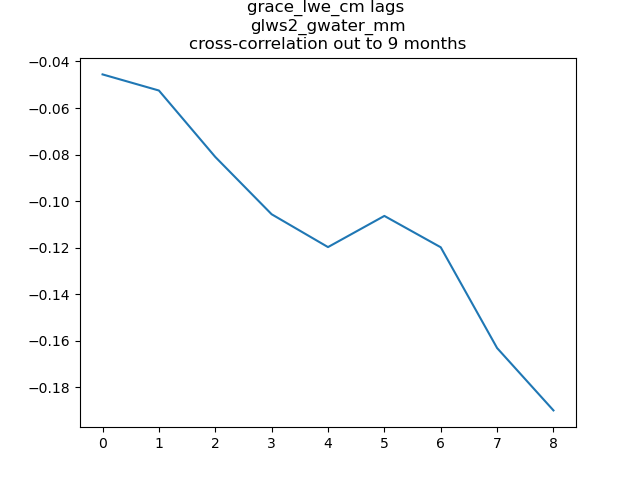 grace_lwe_cm lags
glws2_gwater_mm
cross-correlation out to 9 months
−0.04
−0.06
−0.08
−0.10
−0.12
−0.14
−0.16
−0.18
0 1 2 3 4 5 6 7 8